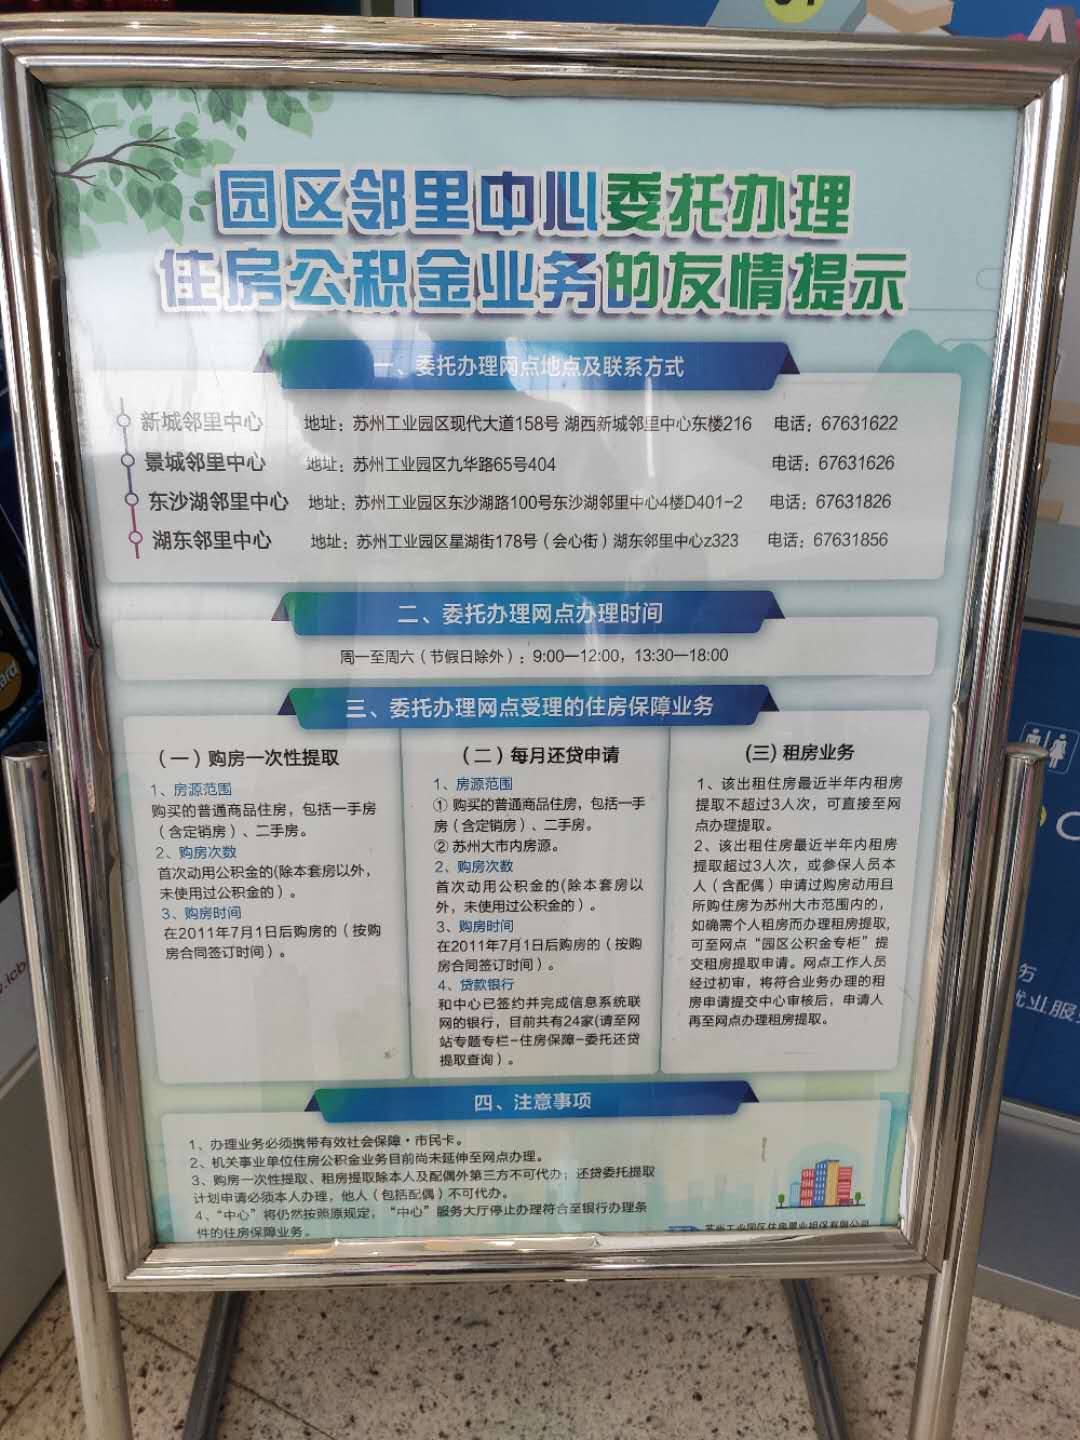 园区邻里中心委托办理
住房公积金业务的友情提示
一、委托办理网点地点及联系方式
新城邻里中心 地址：苏州工业园区现代大道158号 湖西新城邻里中心东楼216 电话：67631622
景城邻里中心 地址：苏州工业园区九华路65号404 电话：67631626
东沙湖邻里中心 地址：苏州工业园区东沙湖路100号东沙湖邻里中心4楼D401-2 电话：67631826
湖东邻里中心 地址：苏州工业园区星湖街178号（会心街）湖东邻里中心z323 电话：67631856
二、委托办理网点办理时间
周一至周六（节假日除外）：9:00—12:00，13:30—18:00
三、委托办理网点受理的住房保障业务
（一）购房一次性提取
1、房源范围
购买的普通商品住房，包括一手房
（含定销房）、二手房。
2、购房次数
首次动用公积金的(除本套房以外，
未使用过公积金的）。
3、购房时间
在2011年7月1日后购房的（按购
房合同签订时间）。
（二）每月还贷申请
1、房源范围
① 购买的普通商品住房，包括一手
房（含定销房）、二手房。
② 苏州大市内房源。
2、购房次数
首次动用公积金的(除本套房以
外，未使用过公积金的）。
3、购房时间
在2011年7月1日后购房的（按购
房合同签订时间）。
4、贷款银行
和中心已签约并完成信息系统联
网的银行，目前共有24家(请至网
站专题专栏-住房保障-委托还贷
提取查询）。
（三）租房业务
1、该出租住房最近半年内租房
提取不超过3人次，可直接至网
点办理提取。
2、该出租住房最近半年内租房
提取超过3人次，或参保人员本
人（含配偶）申请过购房动用且
所购住房为苏州大市范围内的，
如确需个人租房而办理租房提取，
可至网点“园区公积金专柜”提
交租房提取申请。网点工作人员
经过初审，将符合业务办理的租
房申请提交中心审核后，申请人
再至网点办理租房提取。
四、注意事项
1、办理业务必须携带有效社会保障·市民卡。
2、机关事业单位住房公积金业务目前尚未延伸至网点办理。
3、购房一次性提取、租房提取除本人及配偶外第三方不可代办；还贷委托提取
计划申请必须本人办理，他人（包括配偶）不可代办。
4、“中心”将仍然按照原规定，“中心”服务大厅停止办理符合至银行办理条
件的住房保障业务。
苏州工业园区住房置业担保有限公司